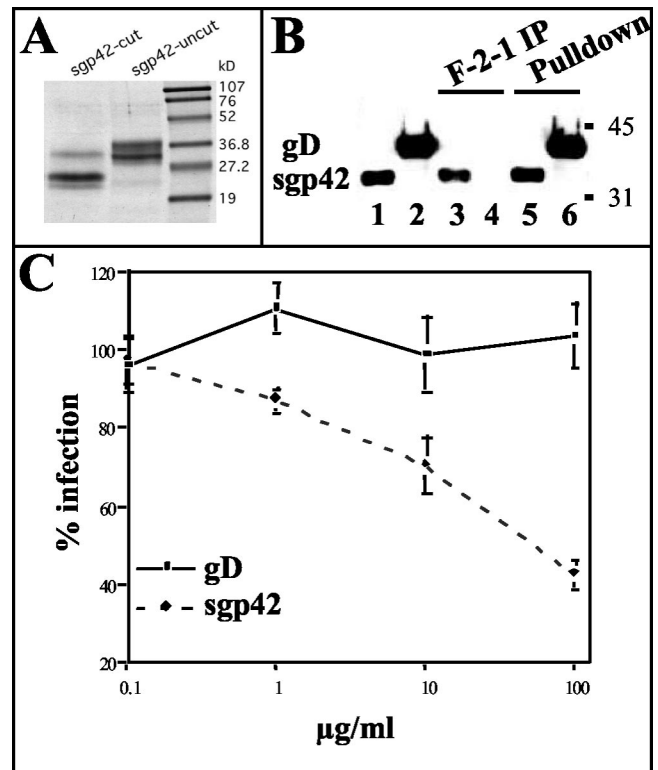 A
sgp42-cut
sgp42-uncut
kD
107
76
52
36.8
27.2
19
B
F-2-1 IP
Pulldown
gD
sgp42
45
31
1 2 3 4 5 6
C
120
100
80
60
40
20
% infection
gD
sgp42
0.1 1 10 100
µg/ml